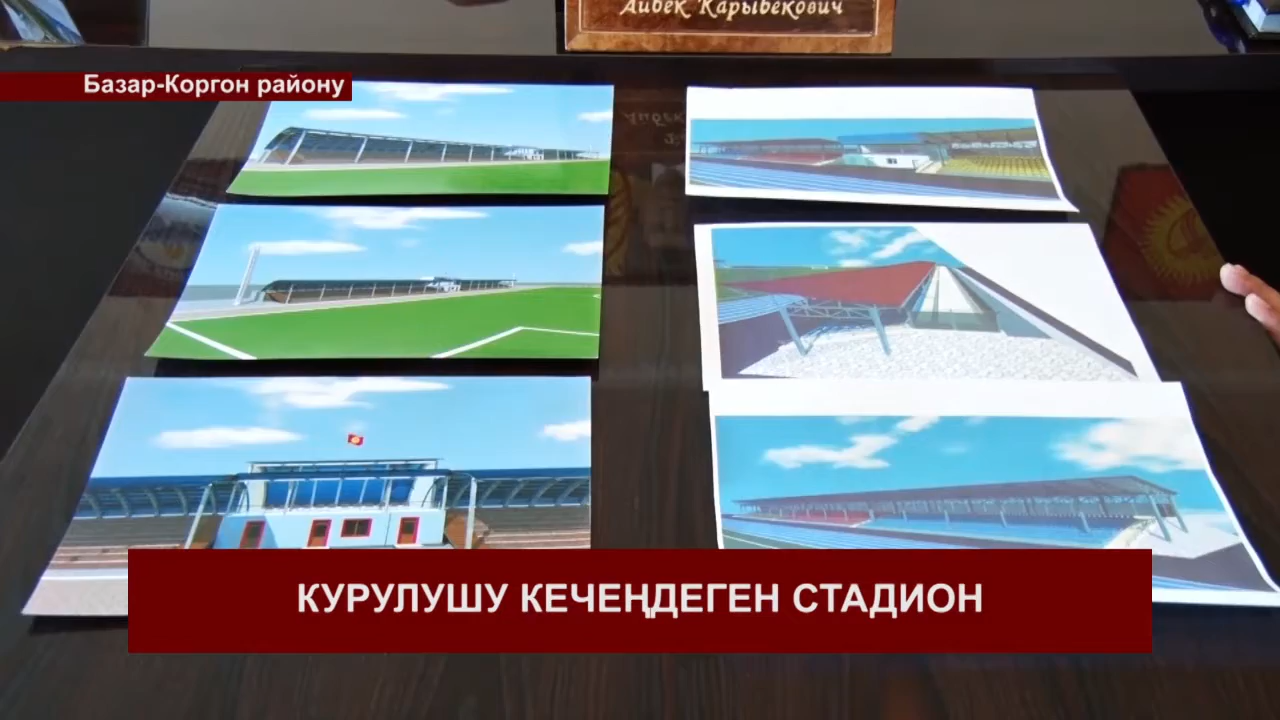 Айбек Карыбекович
Базар-Коргон району
КУРУЛУШУ КЕЧЕҢДЕГЕН СТАДИОН